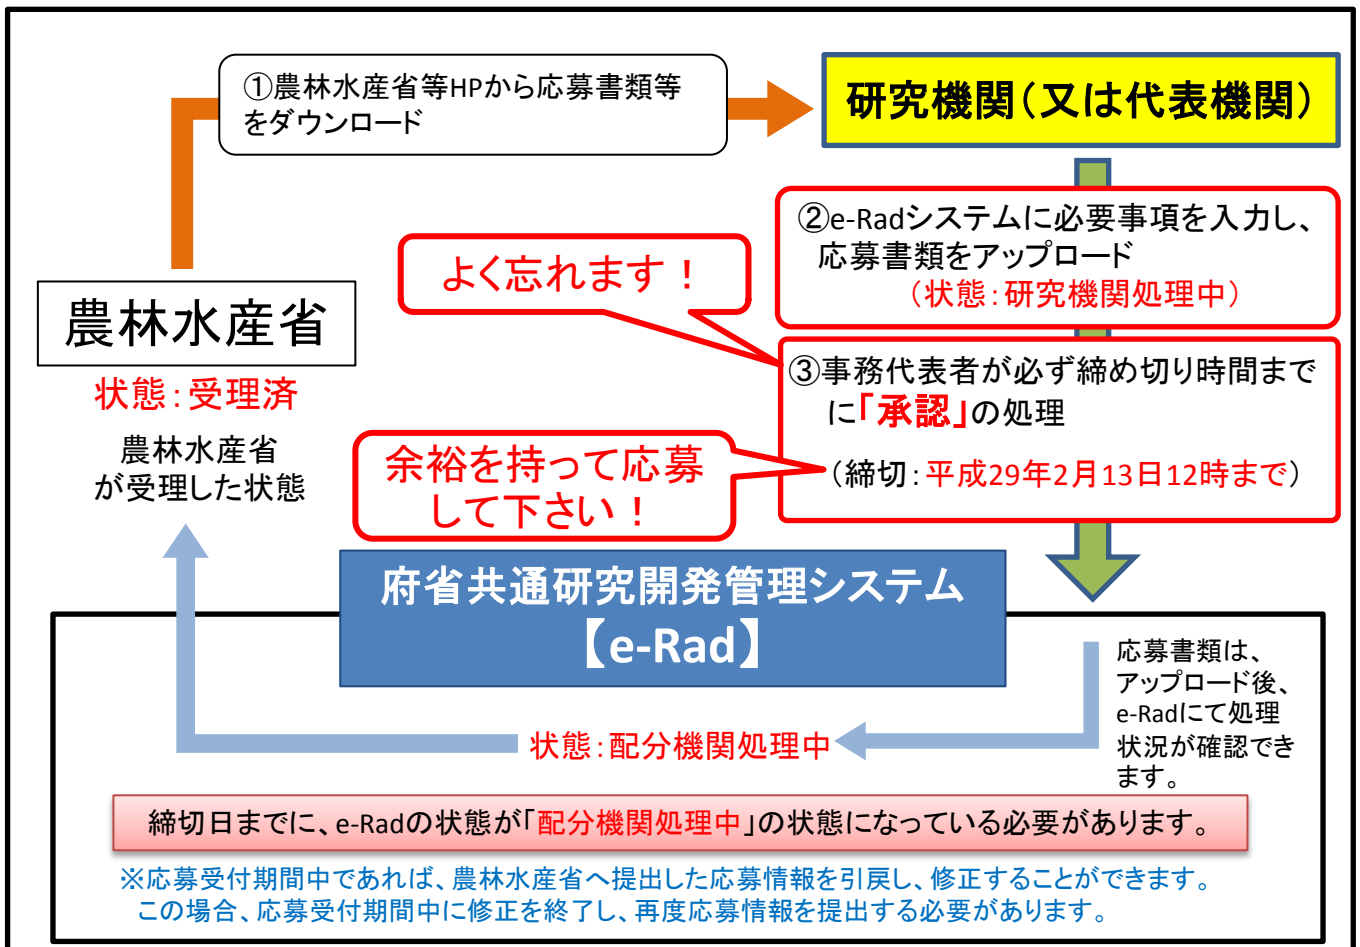 ①農林水産省等HPから応募書類等
をダウンロード
研究機関（又は代表機関）
②e-Radシステムに必要事項を入力し、
応募書類をアップロード
（状態：研究機関処理中）
よく忘れます！
農林水産省
状態：受理済
農林水産省
が受理した状態
③事務代表者が必ず締め切り時間まで
に「承認」の処理
（締切：平成29年2月13日12時まで）
余裕を持って応募
して下さい！
府省共通研究開発管理システム
【e-Rad】
応募書類は、
アップロード後、
e-Radにて処理
状況が確認でき
ます。
状態：配分機関処理中
締切日までに、e-Radの状態が「配分機関処理中」の状態になっている必要があります。
※応募受付期間中であれば、農林水産省へ提出した応募情報を引戻し、修正することができます。
この場合、応募受付期間中に修正を終了し、再度応募情報を提出する必要があります。